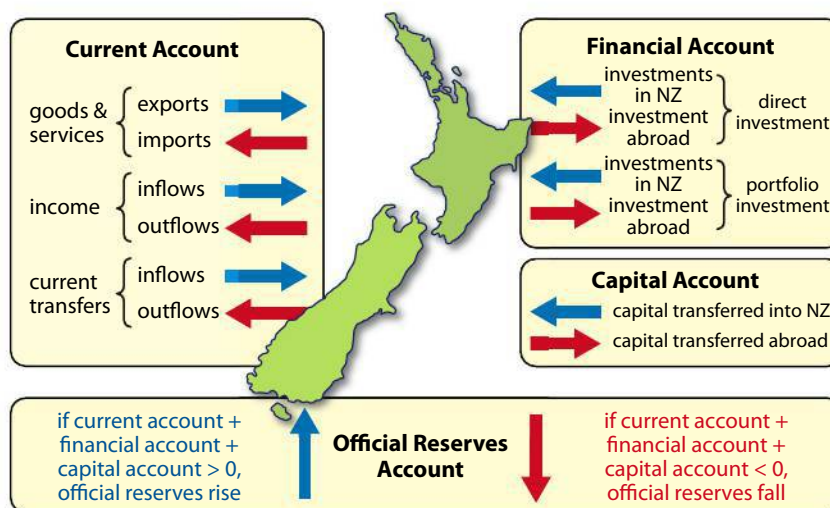 Current Account
goods &
services
exports
imports
income
inflows
outflows
current
transfers
inflows
outflows
Financial Account
investments
in NZ
investment
abroad
direct
investment
investments
in NZ
investment
abroad
portfolio
investment
Capital Account
capital transferred into NZ
capital transferred abroad
if current account +
financial account +
capital account > 0,
official reserves rise
Official Reserves
Account
if current account +
financial account +
capital account < 0,
official reserves fall